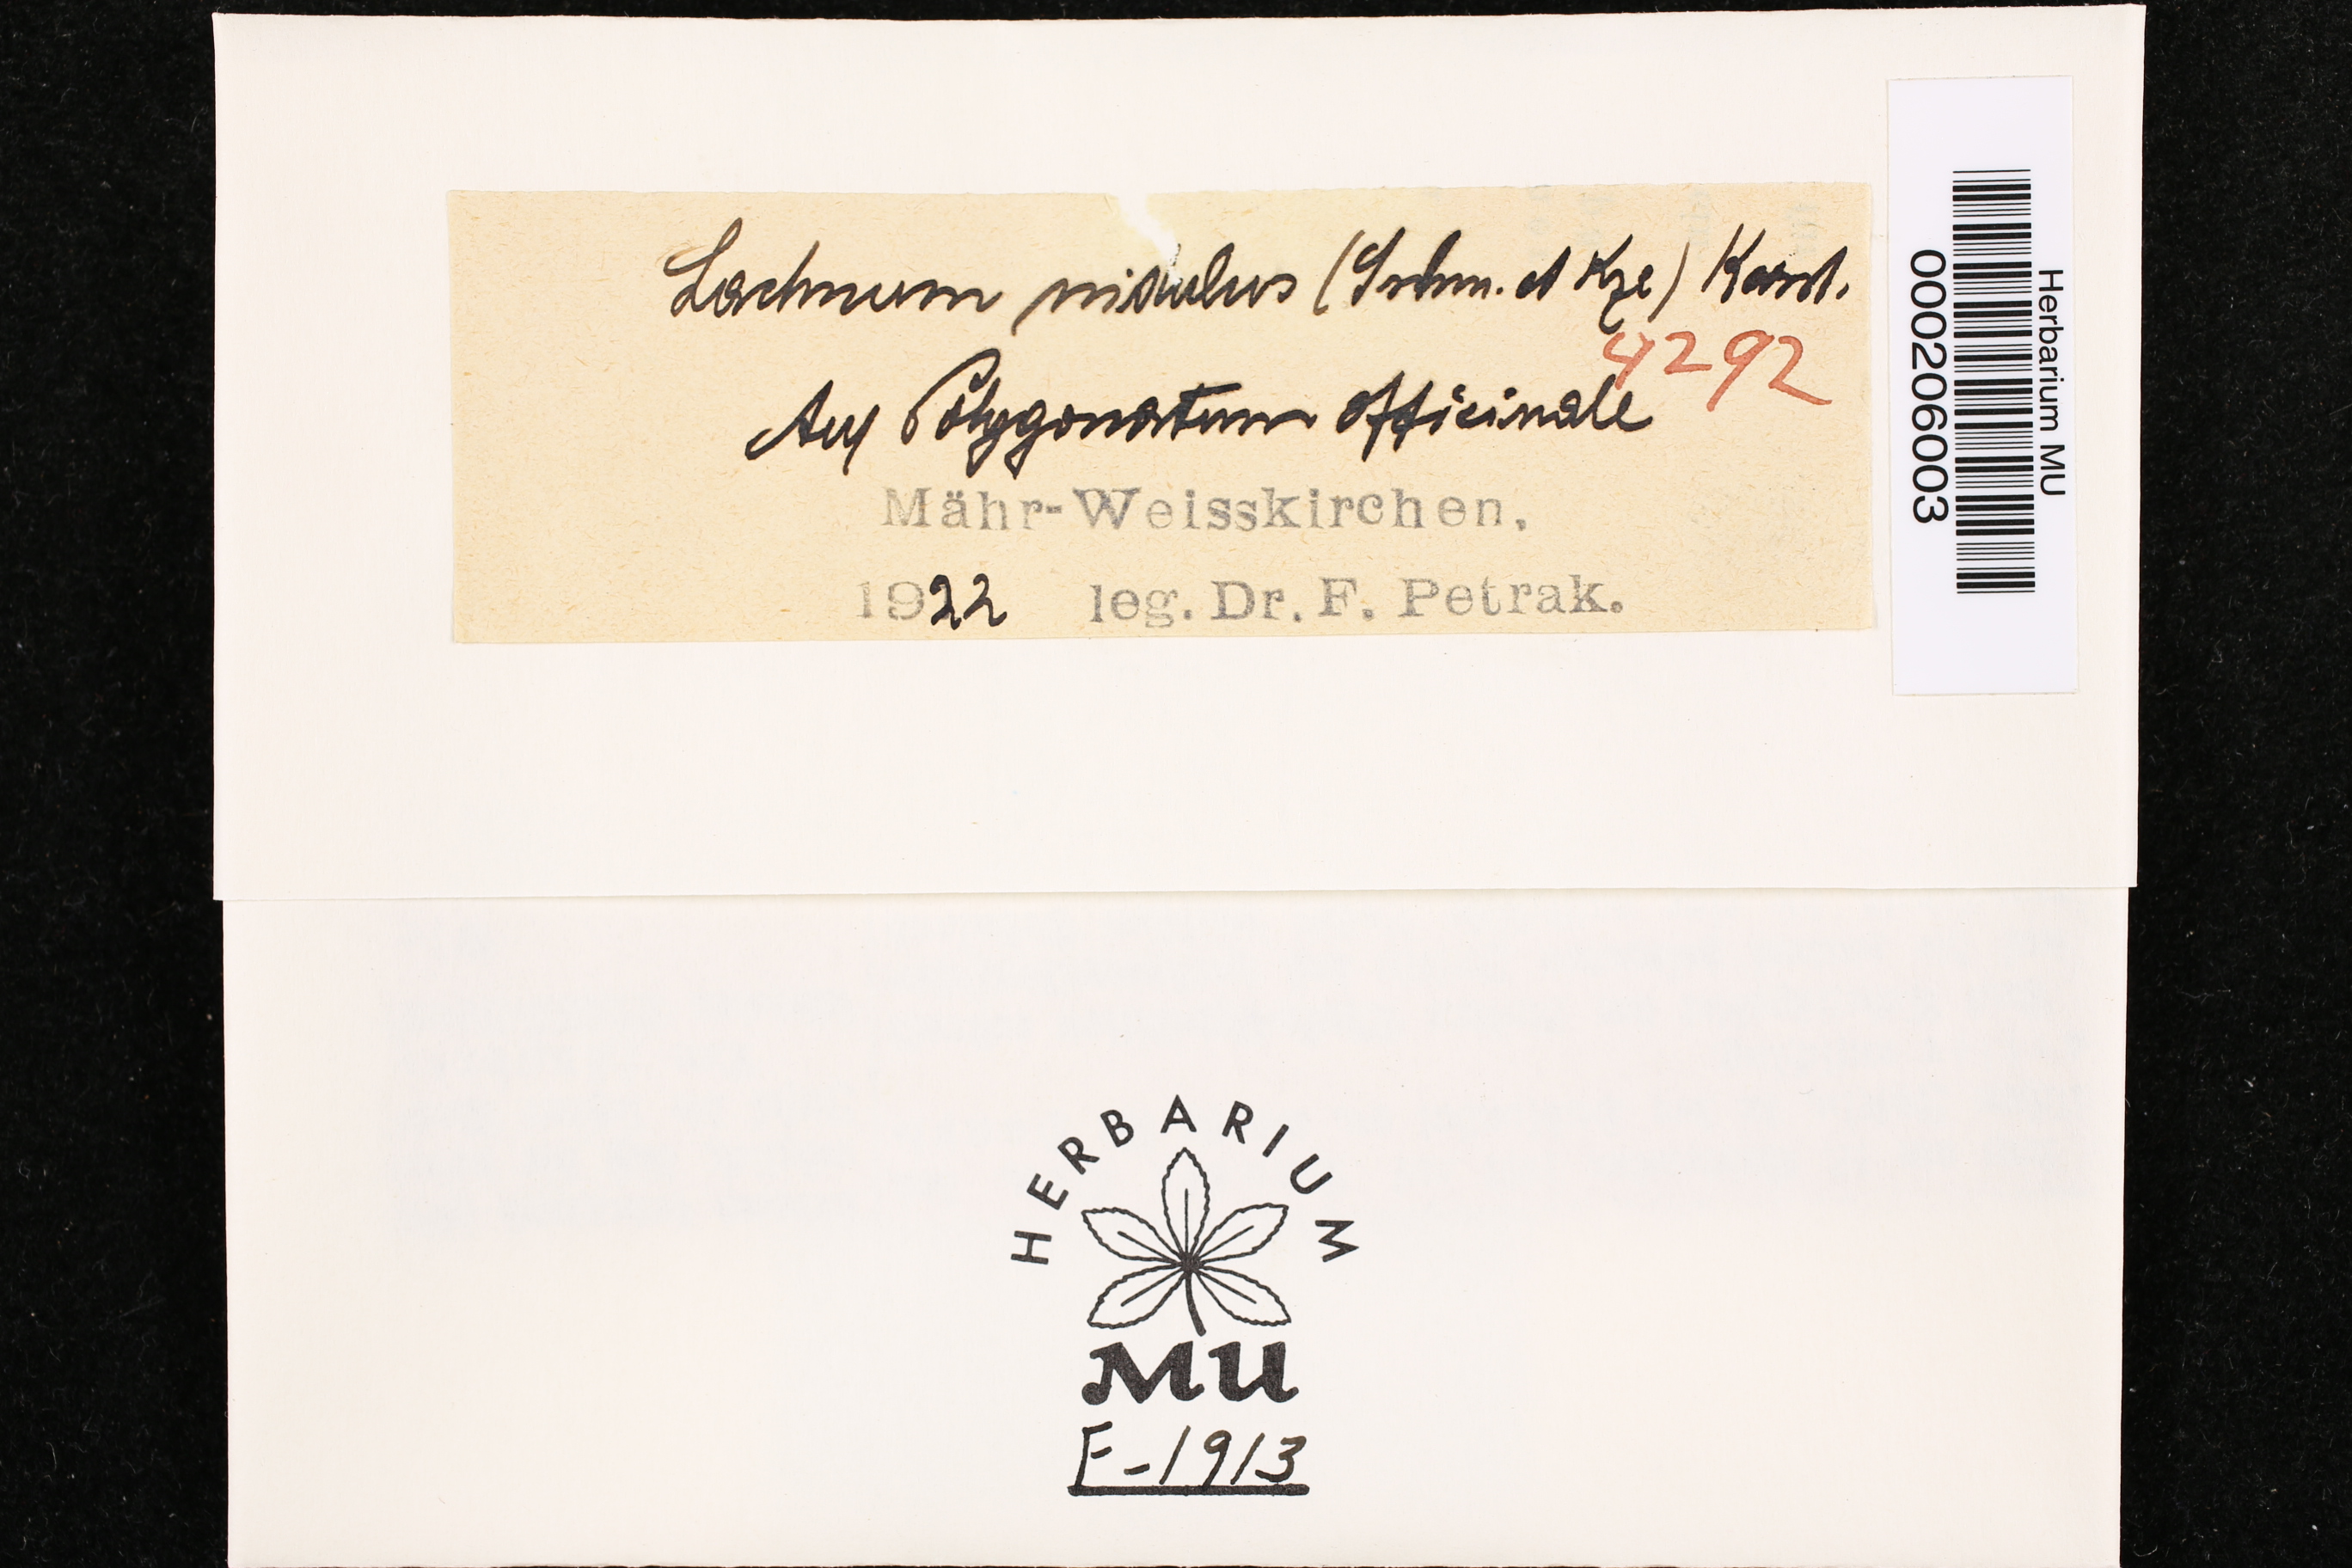 Lachnum nidulus (Schm. et Kze) Karst.
4292
Auf Polygonatum officinale
Mähr-Weisskirchen,
1922 leg. Dr. F. Petrak.
Herbarium MU
000206003
HERBARIUM
MU
F-1913